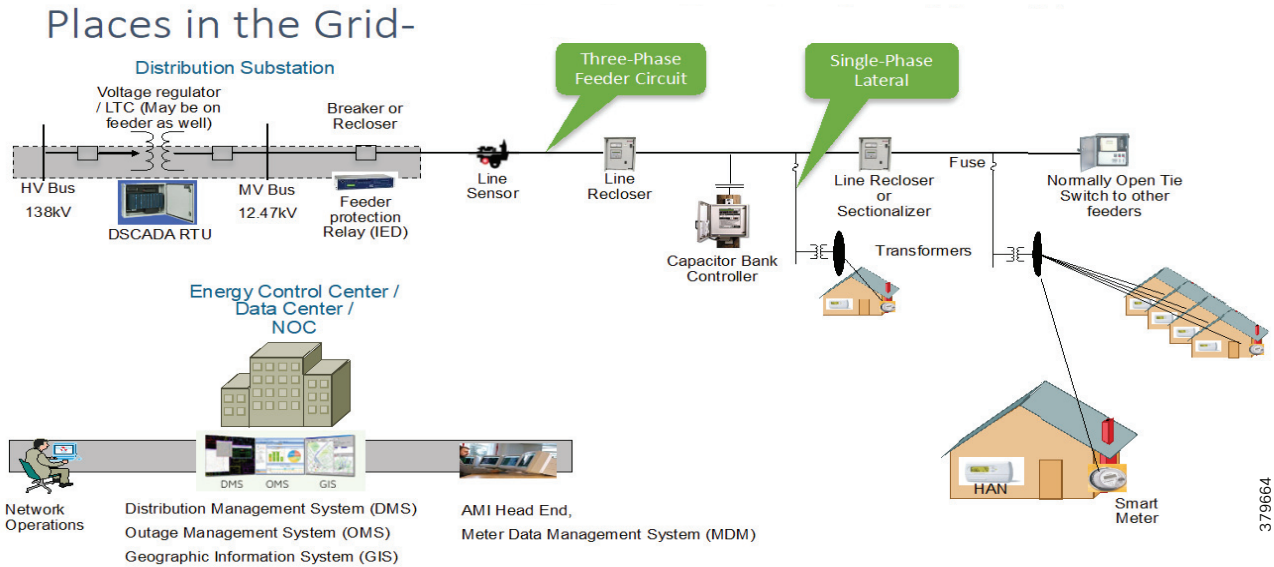 Places in the Grid-
Distribution Substation
Voltage regulator
/ LTC (May be on
feeder as well)
Breaker or
Recloser
Three-Phase
Feeder Circuit
Single-Phase
Lateral
HV Bus
138kV
DSCADA RTU
MV Bus
12.47kV
Feeder
protection
Relay (IED)
Line
Sensor
Line
Recloser
Capacitor Bank
Controller
Line Recloser
or
Sectionalizer
Fuse
Normally Open Tie
Switch to other
feeders
Transformers
Energy Control Center /
Data Center /
NOC
DMS OMS GIS
Network
Operations
Distribution Management System (DMS)
Outage Management System (OMS)
Geographic Information System (GIS)
AMI Head End,
Meter Data Management System (MDM)
HAN
Smart
Meter
379664